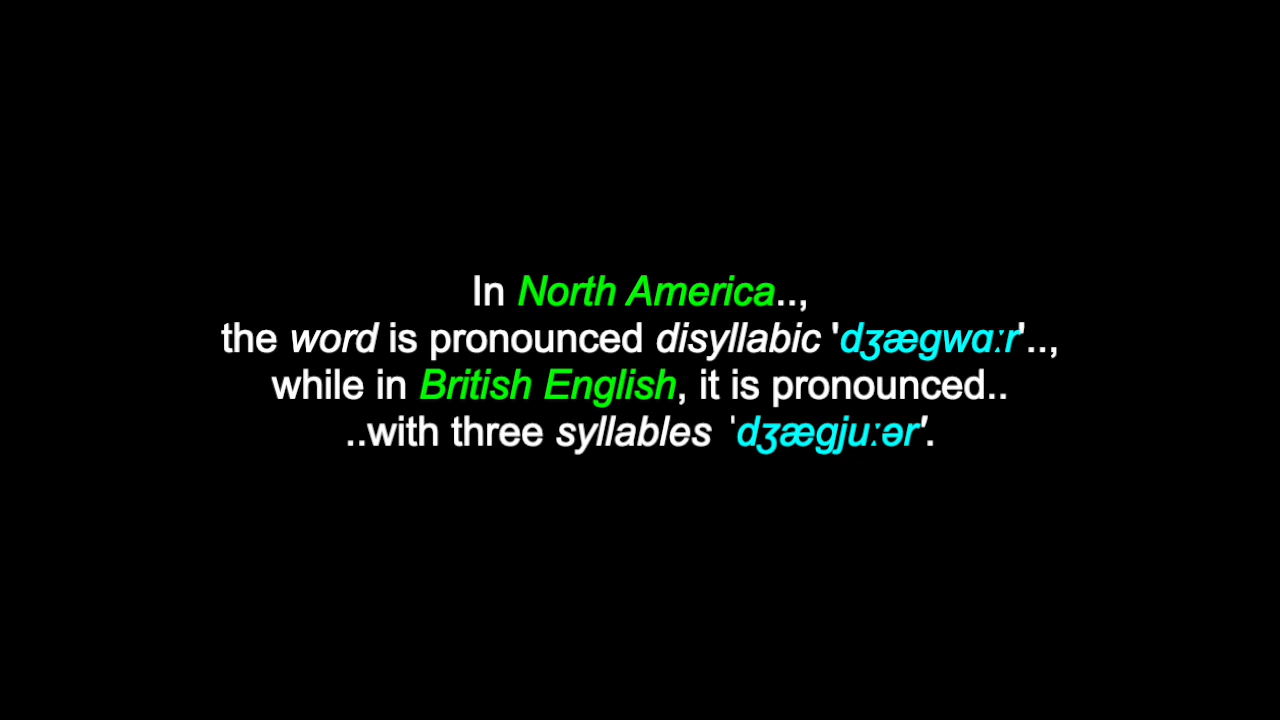 In North America..,
the word is pronounced disyllabic 'dʒægwɑːr'..,
while in British English, it is pronounced..
..with three syllables ˈdʒægjuːər'.